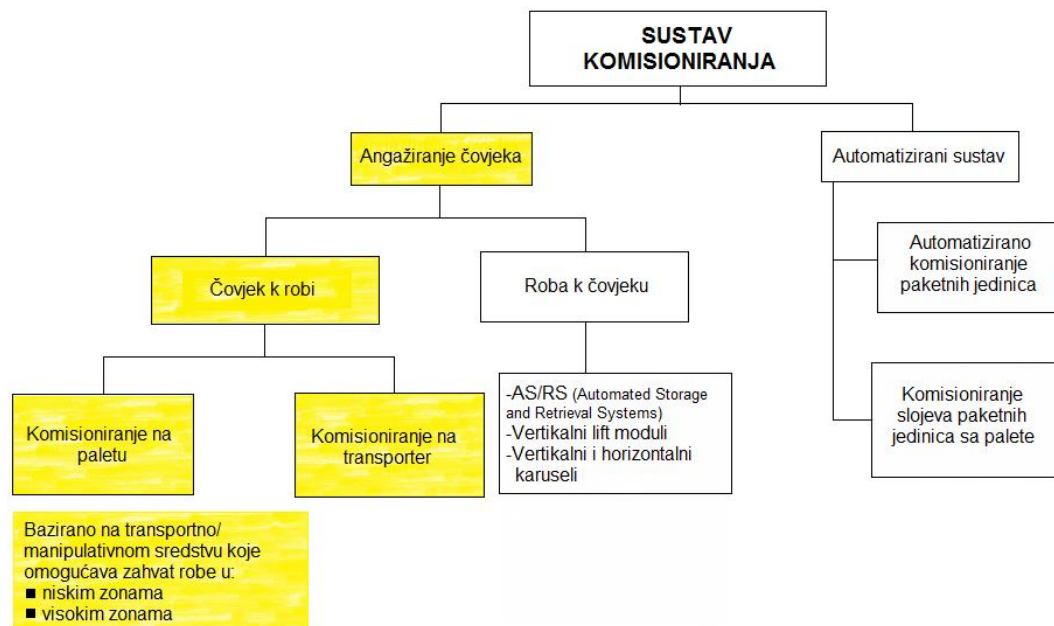 SUSTAV
KOMISIONIRANJA
Angažiranje čovjeka
Automatizirani sustav
Čovjek k robi
Roba k čovjeku
Automatizirano
komisioniranje
paketnih jedinica
Komisioniranje na
paletu
Komisioniranje na
transporter
-AS/RS (Automated Storage
and Retrieval Systems)
-Vertikalni lift moduli
-Vertikalni i horizontalni
karuseli
Komisioniranje
slojeva paketnih
jedinica sa palete
Bazirano na transportno/
manipulativnom sredstvu koje
omogućava zahvat robe u:
■ niskim zonama
■ visokim zonama